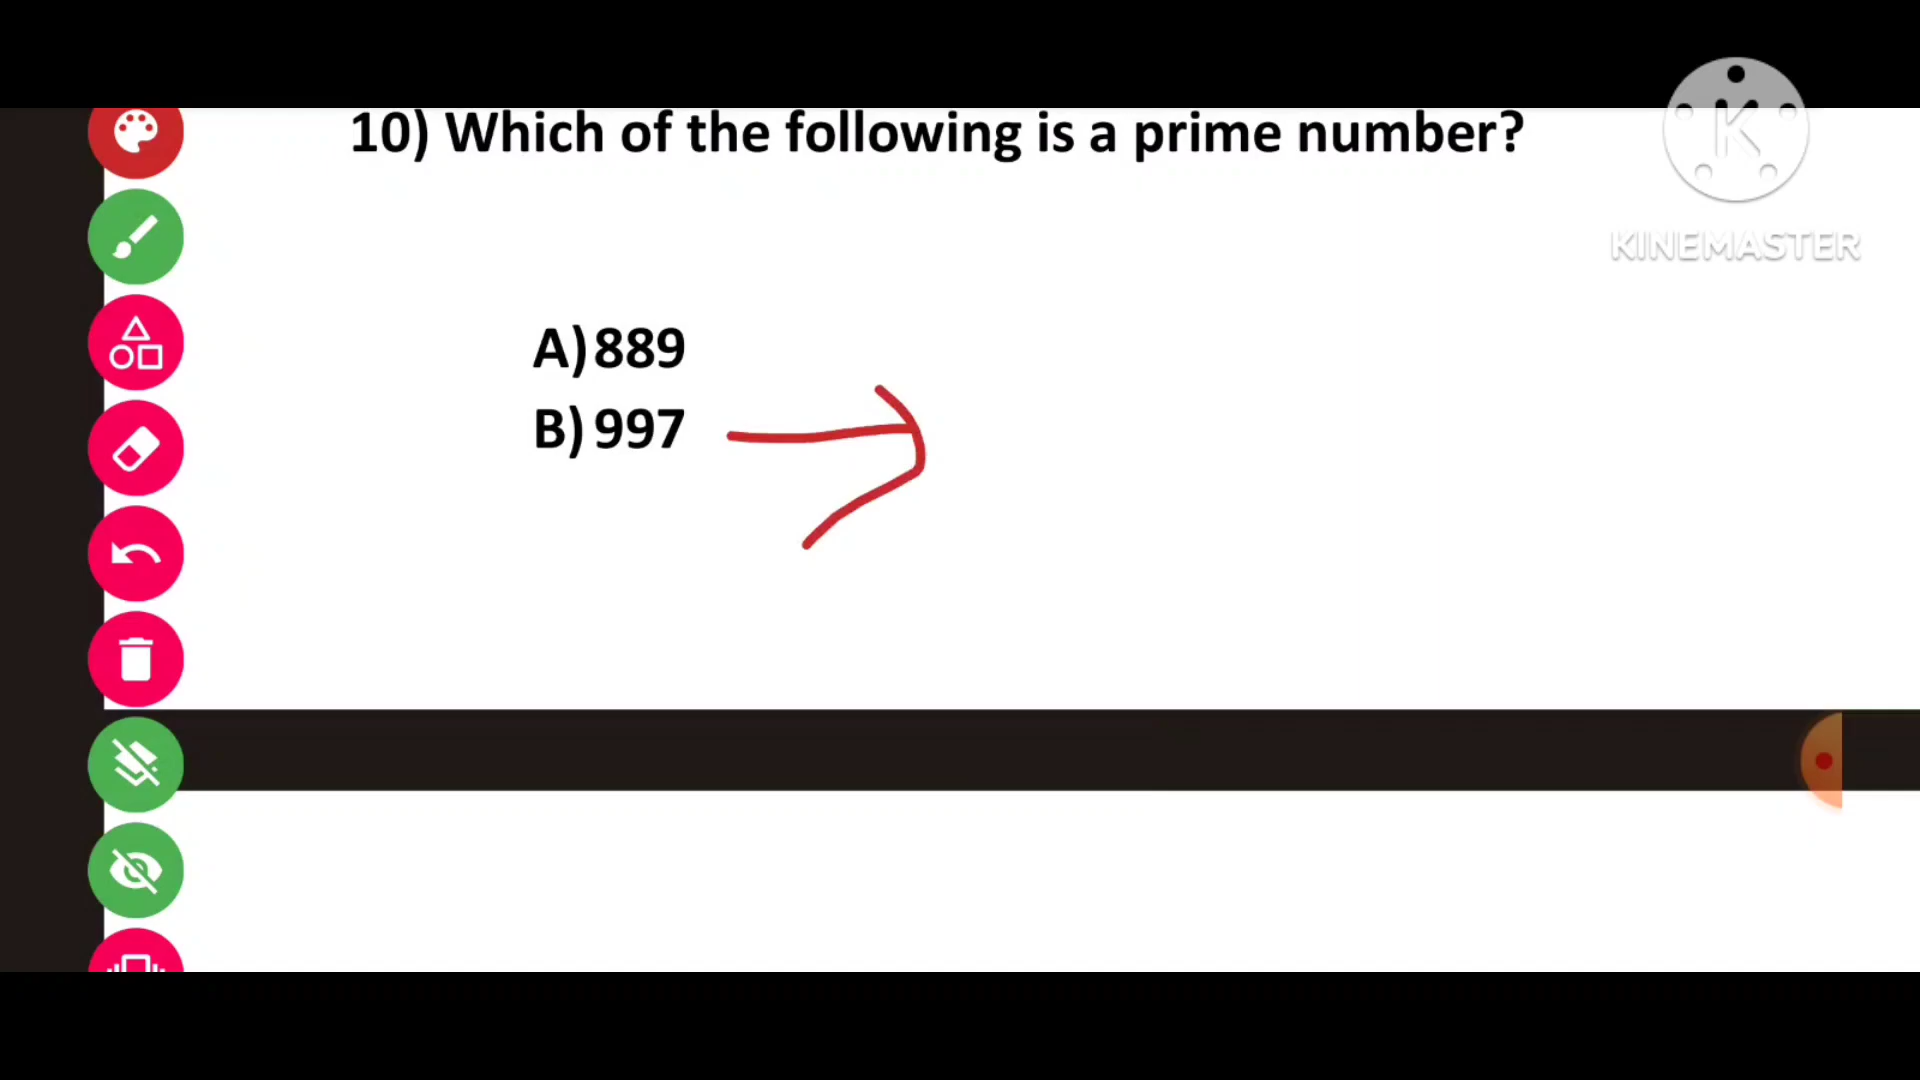 10) Which of the following is a prime number?
K
KINEMASTER
A) 889
B) 997